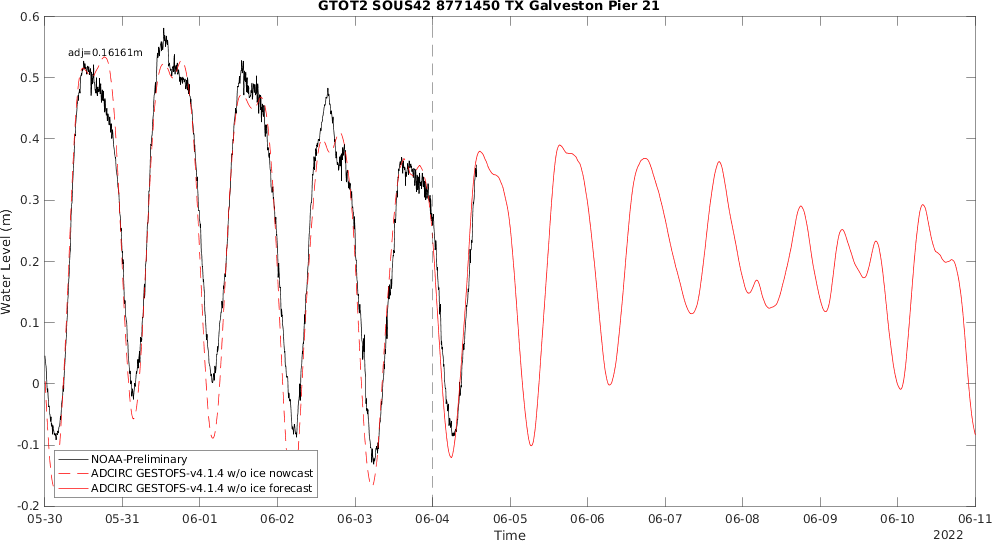 GTOT2 SOUS42 8771450 TX Galveston Pier 21
0.6
adj=0.16161m
0.5
0.4
0.3
0.2
0.1
0
-0.1
-0.2
Water Level (m)
NOAA-Preliminary
ADCIRC GESTOFS-v4.1.4 w/o ice nowcast
ADCIRC GESTOFS-v4.1.4 w/o ice forecast
05-30 05-31 06-01 06-02 06-03 06-04 06-05 06-06 06-07 06-08 06-09 06-10 06-11
Time
2022